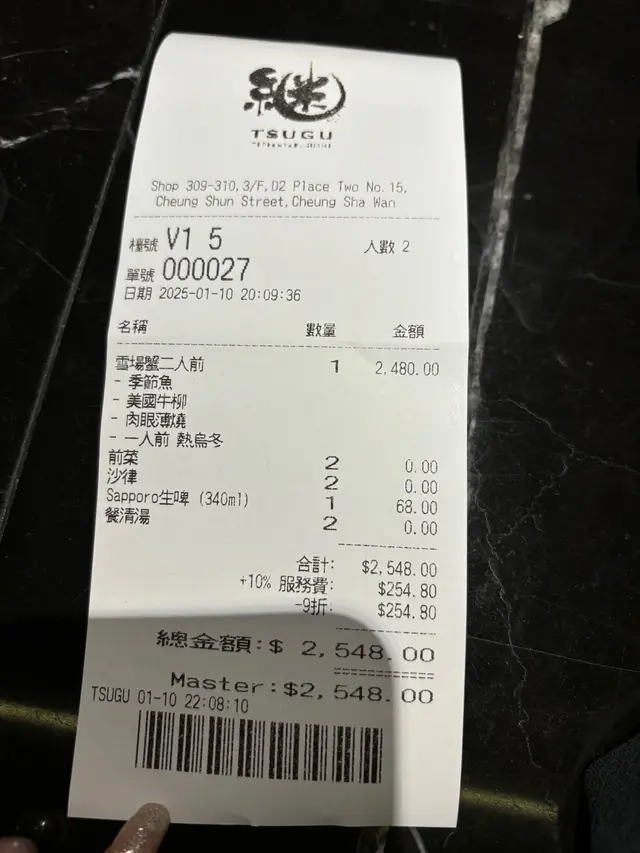 継
TSUGU
Shop 309-310,3/F,D2 Place Two No.15,
Cheung Shun Street,Cheung Sha Wan
檯號 V1 5 人數 2
單號 000027
日期 2025-01-10 20:09:36
名稱 數量 金額
雪場蟹二人前 1 2,480.00
- 季節魚
- 美國牛柳
- 肉眼薄燒
- 一人前 熱烏冬
前菜 2 0.00
沙律 2 0.00
Sapporo生啤 (340ml) 1 68.00
餐清湯 2 0.00
合計: $2,548.00
+10% 服務費: $254.80
-9折: $254.80
總金額:$ 2,548.00
Master:$2,548.00
TSUGU 01-10 22:08:10